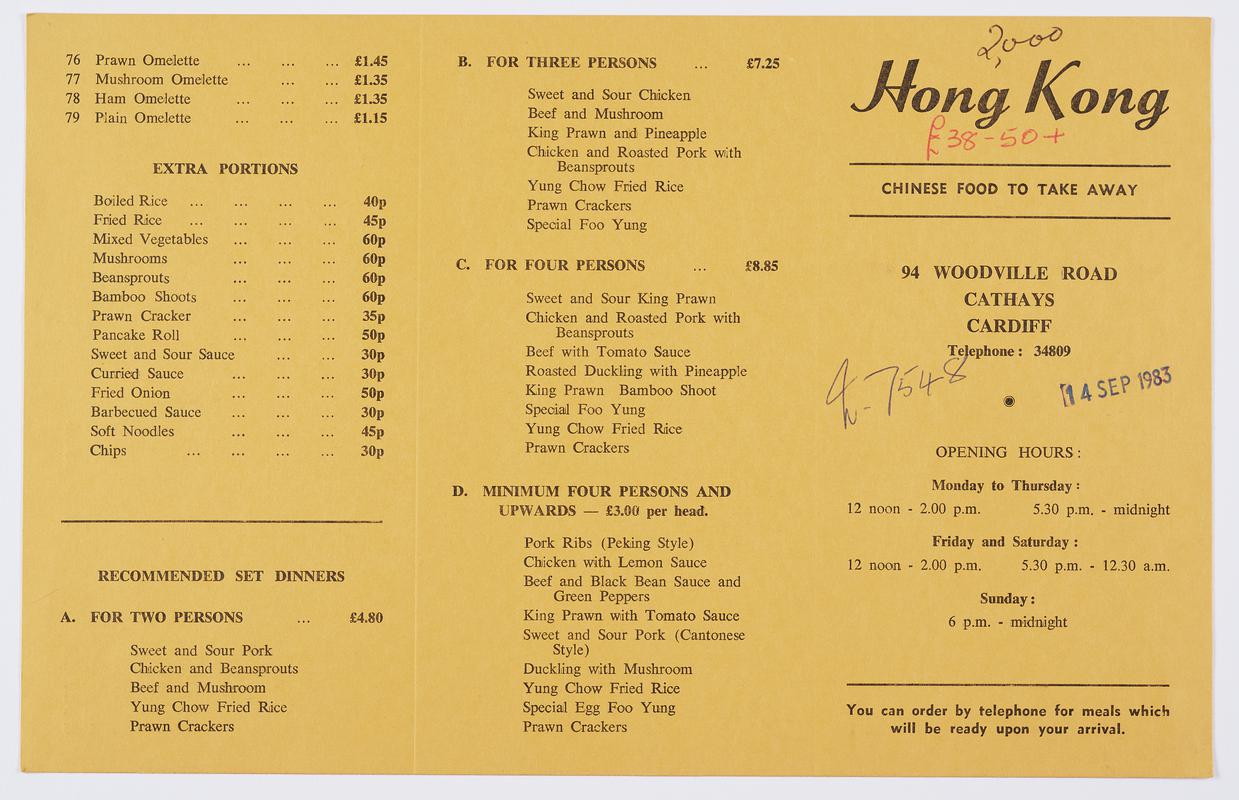 76 Prawn Omelette ... ... ... £1.45
77 Mushroom Omelette ... ... £1.35
78 Ham Omelette ... ... ... £1.35
79 Plain Omelette ... ... ... £1.15
EXTRA PORTIONS
Boiled Rice ... ... ... ... 40p
Fried Rice ... ... ... ... 45p
Mixed Vegetables ... ... ... 60p
Mushrooms ... ... ... 60p
Beansprouts ... ... ... 60p
Bamboo Shoots ... ... ... 60p
Prawn Cracker ... ... ... 35p
Pancake Roll ... ... ... 50p
Sweet and Sour Sauce ... ... 30p
Curried Sauce ... ... ... 30p
Fried Onion ... ... ... 50p
Barbecued Sauce ... ... ... 30p
Soft Noodles ... ... ... 45p
Chips ... ... ... ... 30p
RECOMMENDED SET DINNERS
A. FOR TWO PERSONS ... £4.80
Sweet and Sour Pork
Chicken and Beansprouts
Beef and Mushroom
Yung Chow Fried Rice
Prawn Crackers
B. FOR THREE PERSONS ... £7.25
Sweet and Sour Chicken
Beef and Mushroom
King Prawn and Pineapple
Chicken and Roasted Pork with
Beansprouts
Yung Chow Fried Rice
Prawn Crackers
Special Foo Yung
C. FOR FOUR PERSONS ... £8.85
Sweet and Sour King Prawn
Chicken and Roasted Pork with
Beansprouts
Beef with Tomato Sauce
Roasted Duckling with Pineapple
King Prawn Bamboo Shoot
Special Foo Yung
Yung Chow Fried Rice
Prawn Crackers
D. MINIMUM FOUR PERSONS AND
UPWARDS — £3.00 per head.
Pork Ribs (Peking Style)
Chicken with Lemon Sauce
Beef and Black Bean Sauce and
Green Peppers
King Prawn with Tomato Sauce
Sweet and Sour Pork (Cantonese
Style)
Duckling with Mushroom
Yung Chow Fried Rice
Special Egg Foo Yung
Prawn Crackers
2,000
Hong Kong
£38-50+
CHINESE FOOD TO TAKE AWAY
94 WOODVILLE ROAD
CATHAYS
CARDIFF
Telephone: 34809
7548
14 SEP 1983
OPENING HOURS:
Monday to Thursday:
12 noon - 2.00 p.m. 5.30 p.m. - midnight
Friday and Saturday:
12 noon - 2.00 p.m. 5.30 p.m. - 12.30 a.m.
Sunday:
6 p.m. - midnight
You can order by telephone for meals which
will be ready upon your arrival.